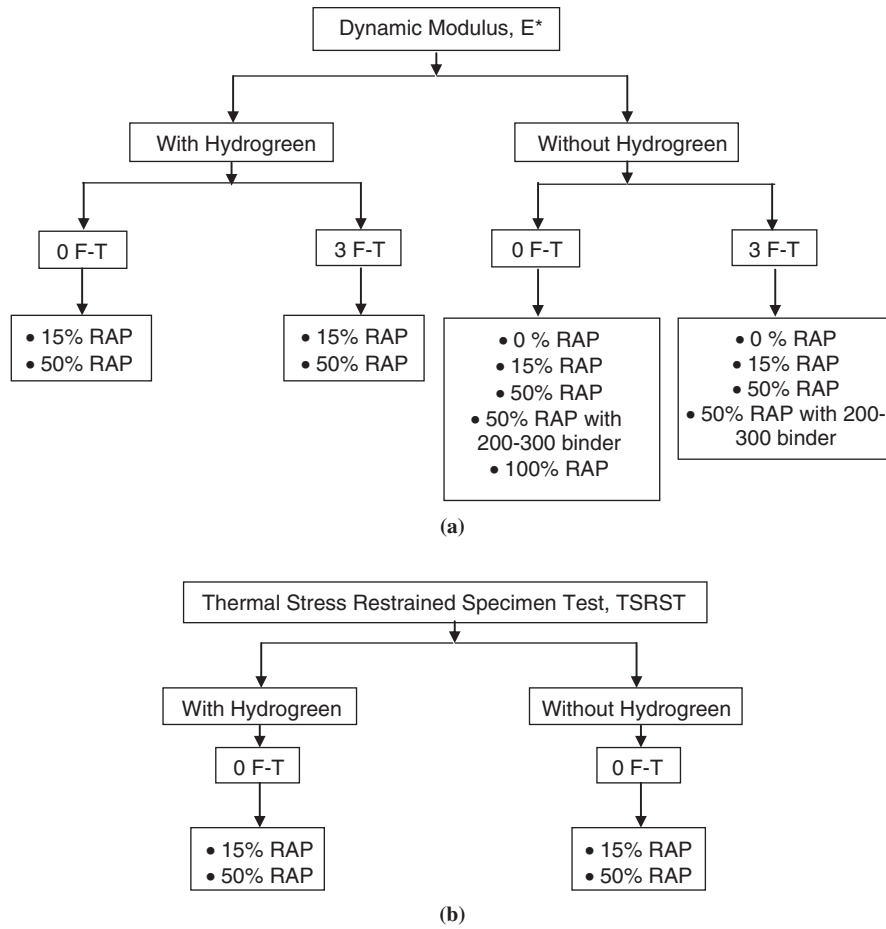 Dynamic Modulus, E*
With Hydrogreen
Without Hydrogreen
0 F-T
3 F-T
0 F-T
3 F-T
• 15% RAP
• 50% RAP
• 15% RAP
• 50% RAP
• 0 % RAP
• 15% RAP
• 50% RAP
• 50% RAP with
200-300 binder
• 100% RAP
• 0 % RAP
• 15% RAP
• 50% RAP
• 50% RAP with 200-
300 binder
(a)
Thermal Stress Restrained Specimen Test, TSRST
With Hydrogreen
Without Hydrogreen
0 F-T
0 F-T
• 15% RAP
• 50% RAP
• 15% RAP
• 50% RAP
(b)